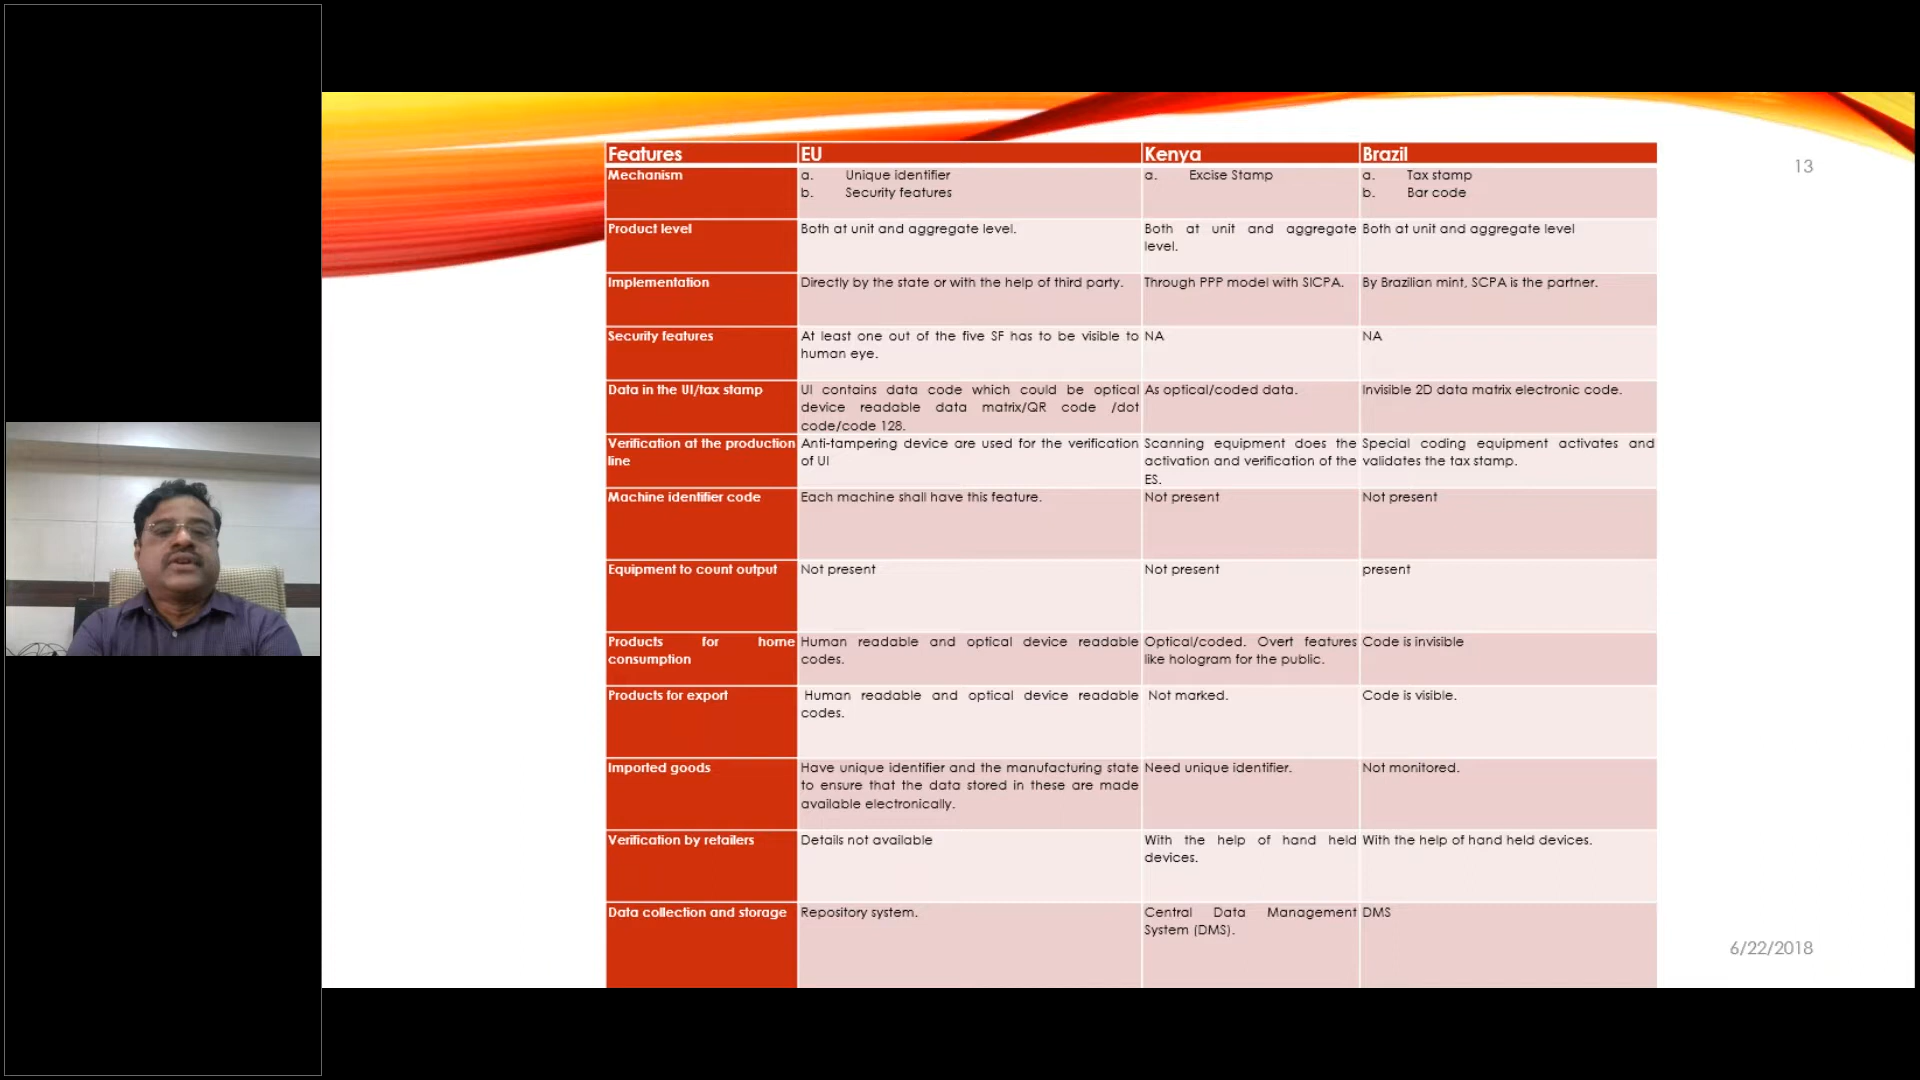 Features EU Kenya Brazil
Mechanism a. Unique identifier a. Excise Stamp a. Tax stamp
b. Security features b. Bar code
13
Product level Both at unit and aggregate level. Both at unit and aggregate Both at unit and aggregate level
level.
Implementation Directly by the state or with the help of third party. Through PPP model with SICPA. By Brazilian mint, SCPA is the partner.
Security features At least one out of the five SF has to be visible to NA NA
human eye.
Data in the UI/tax stamp UI contains data code which could be optical As optical/coded data. Invisible 2D data matrix electronic code.
device readable data matrix/QR code /dot
code/code 128.
Verification at the production Anti-tampering device are used for the verification Scanning equipment does the Special coding equipment activates and
line of UI activation and verification of the validates the tax stamp.
ES.
Machine identifier code Each machine shall have this feature. Not present Not present
Equipment to count output Not present Not present present
Products for home Human readable and optical device readable Optical/coded. Overt features Code is invisible
consumption codes. like hologram for the public.
Products for export Human readable and optical device readable Not marked. Code is visible.
codes.
Imported goods Have unique identifier and the manufacturing state Need unique identifier. Not monitored.
to ensure that the data stored in these are made
available electronically.
Verification by retailers Details not available With the help of hand held With the help of hand held devices.
devices.
Data collection and storage Repository system. Central Data Management DMS
System (DMS).
6/22/2018